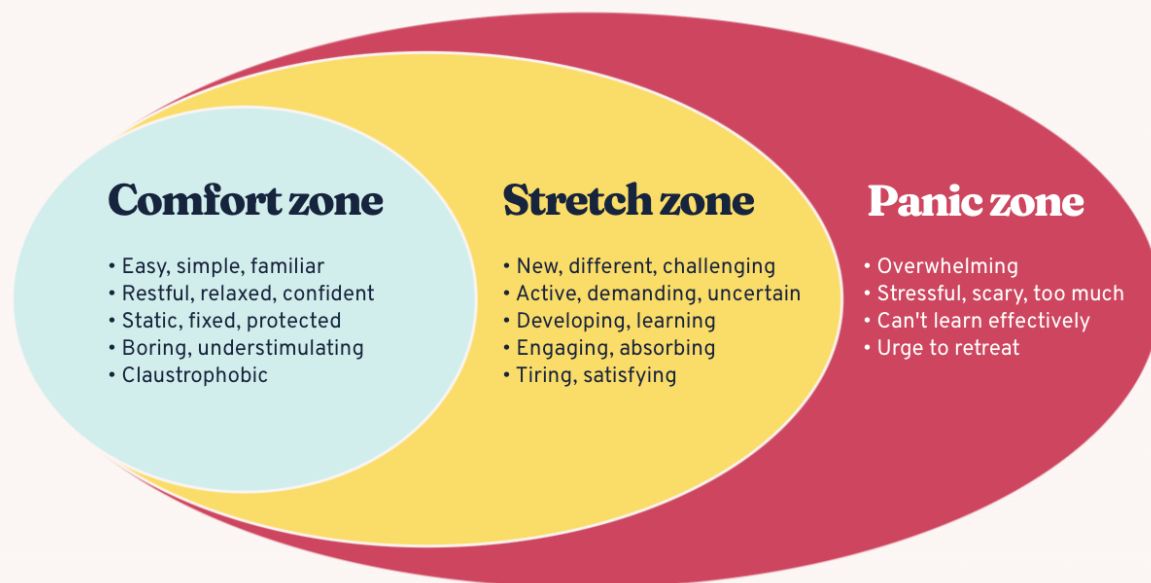 Comfort zone
• Easy, simple, familiar
• Restful, relaxed, confident
• Static, fixed, protected
• Boring, understimulating
• Claustrophobic
Stretch zone
• New, different, challenging
• Active, demanding, uncertain
• Developing, learning
• Engaging, absorbing
• Tiring, satisfying
Panic zone
• Overwhelming
• Stressful, scary, too much
• Can't learn effectively
• Urge to retreat